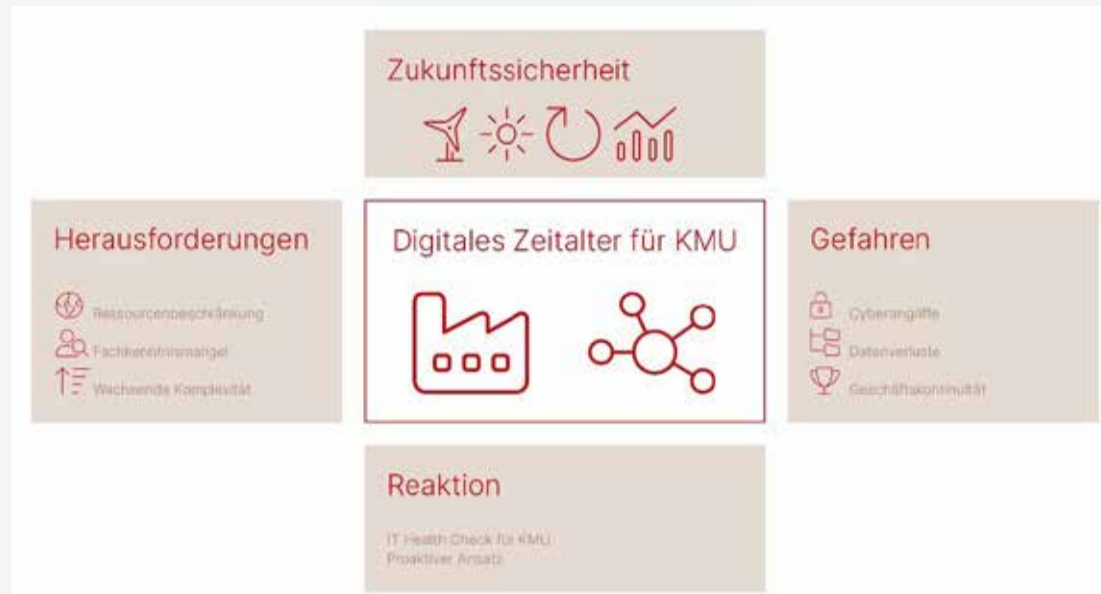 Zukunftssicherheit
Herausforderungen
Ressourcenbeschränkung
Fachkenntnismangel
Wachsende Komplexität
Digitales Zeitalter für KMU
Gefahren
Cyberangriffe
Datenverluste
Geschäftskontinuität
Reaktion
IT Health Check für KMU
Proaktiver Ansatz